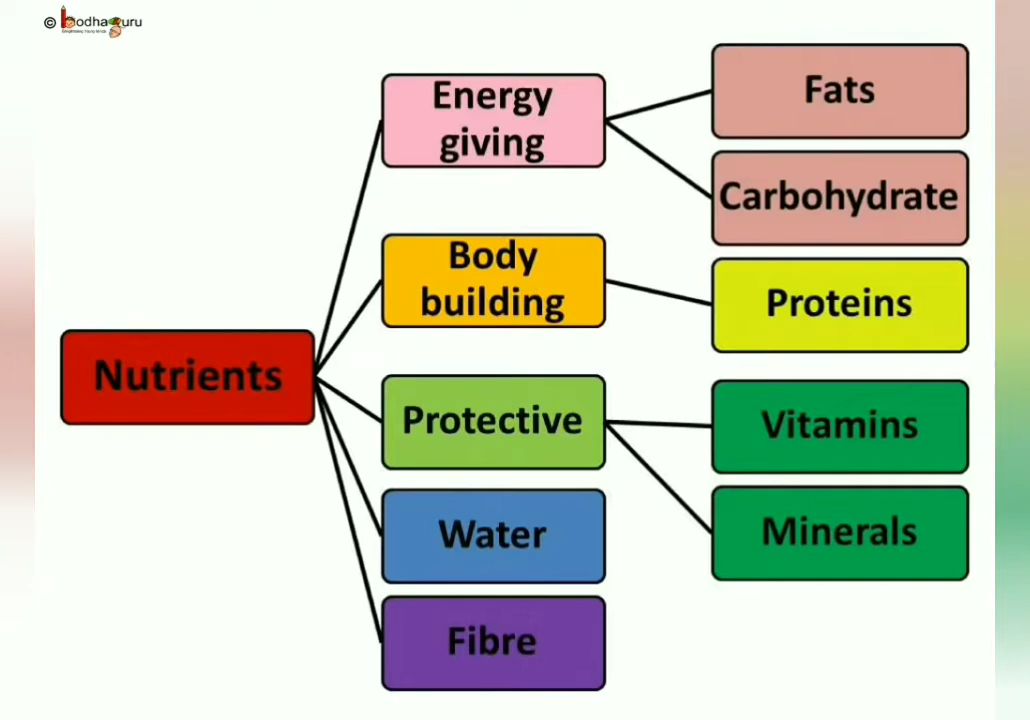 © bodhaguru
Nutrients
Energy
giving
Body
building
Protective
Water
Fibre
Fats
Carbohydrate
Proteins
Vitamins
Minerals